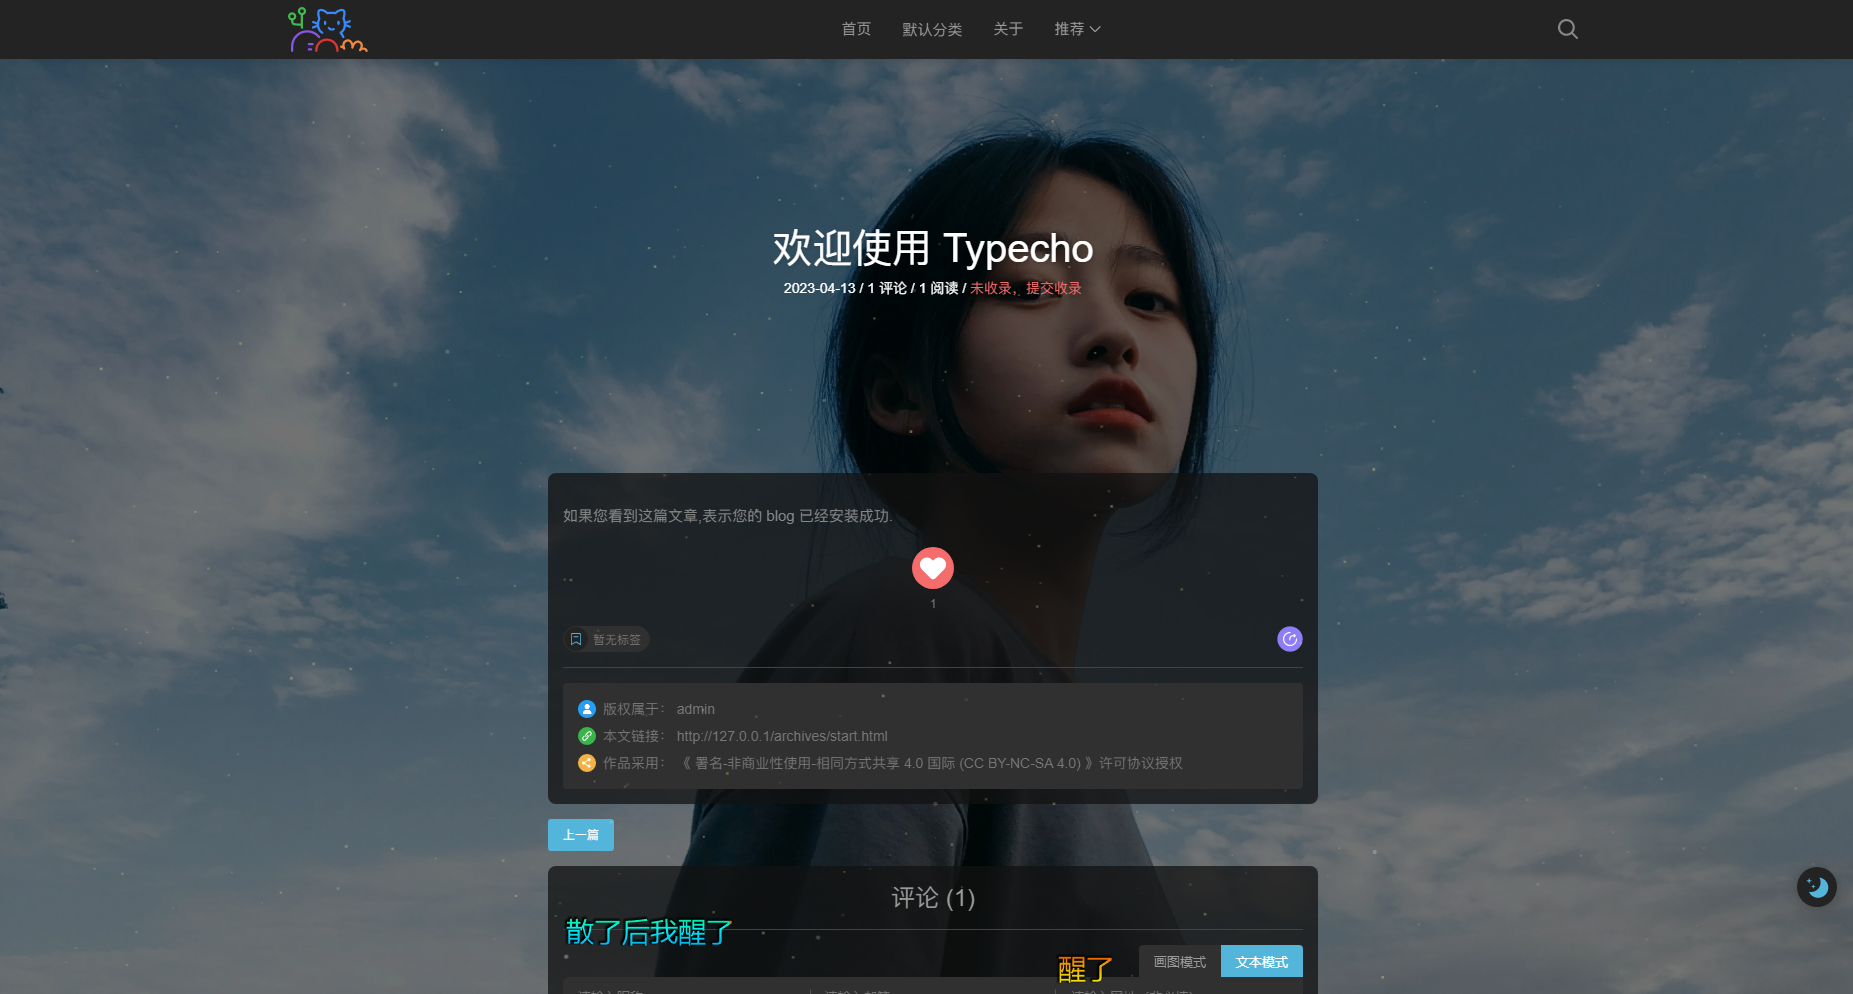 首页 默认分类 关于 推荐
欢迎使用 Typecho
2023-04-13 / 1 评论 / 1 阅读 / 未收录，提交收录
如果您看到这篇文章,表示您的 blog 已经安装成功.
1
暂无标签
版权属于： admin
本文链接： http://127.0.0.1/archives/start.html
作品采用： 《 署名-非商业性使用-相同方式共享 4.0 国际 (CC BY-NC-SA 4.0) 》许可协议授权
上一篇
评论 (1)
散了后我醒了
醒了 画图模式 文本模式